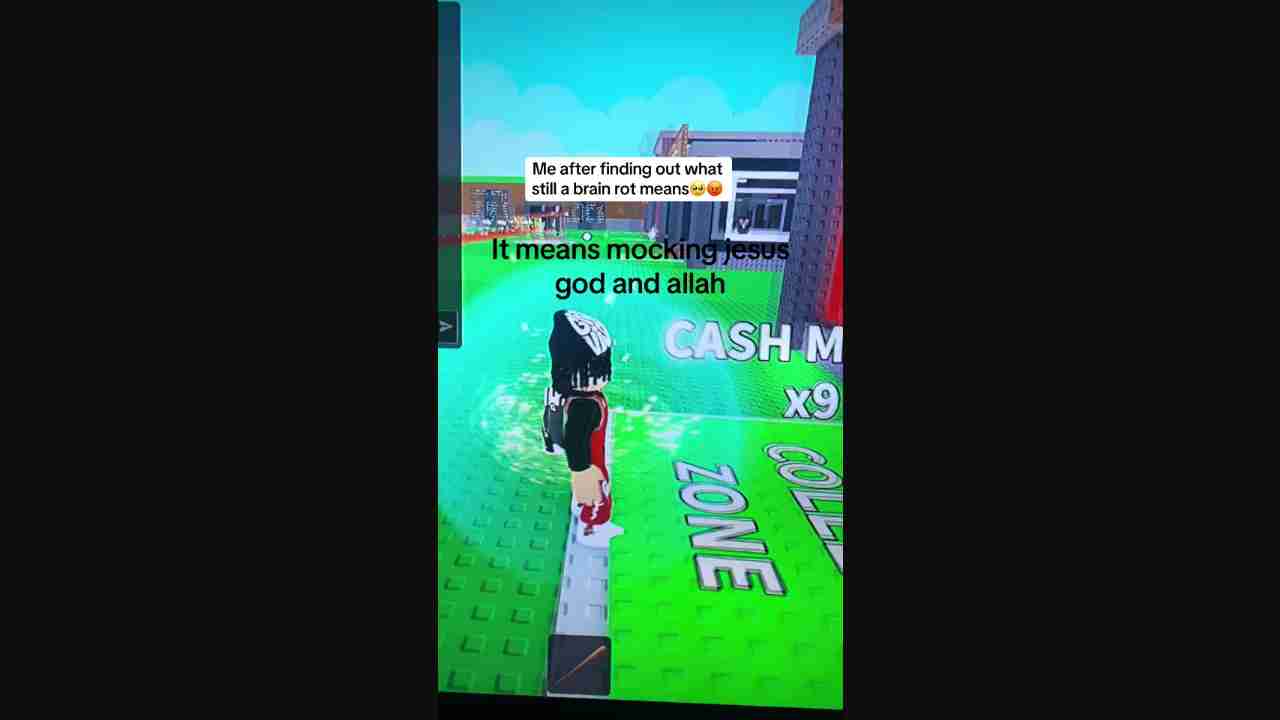 Me after finding out what
still a brain rot means🥹😡
It means mocking jesus
god and allah
CASH M
x9
COLLE
ZONE